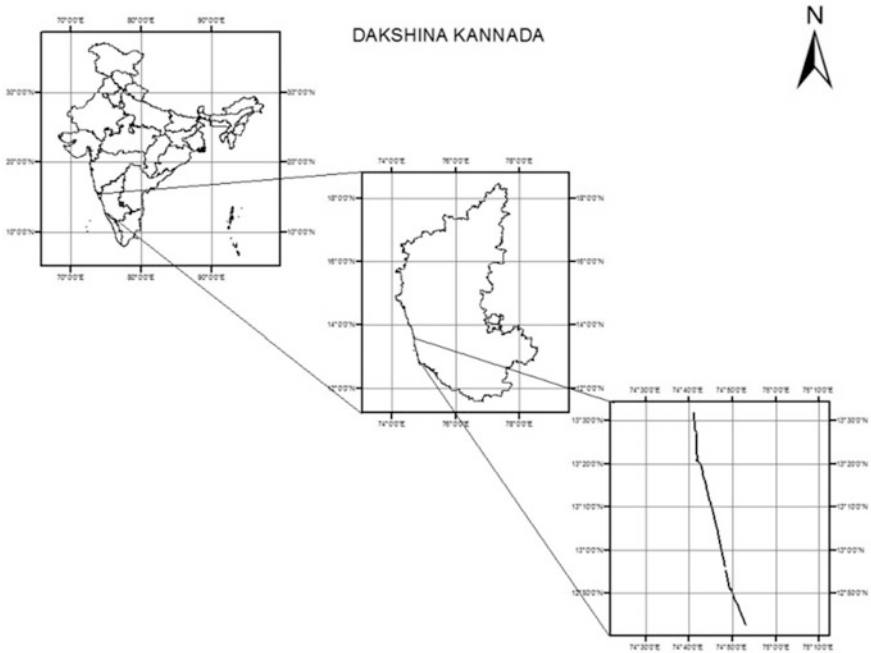 N
DAKSHINA KANNADA
70°0'0"E 80°0'0"E 90°0'0"E
30°0'0"N 30°0'0"N
20°0'0"N 20°0'0"N
10°0'0"N 10°0'0"N
70°0'0"E 80°0'0"E 90°0'0"E
74°0'0"E 76°0'0"E 78°0'0"E
18°0'0"N 18°0'0"N
16°0'0"N 16°0'0"N
14°0'0"N 14°0'0"N
12°0'0"N 12°0'0"N
74°0'0"E 76°0'0"E 78°0'0"E
74°30'0"E 74°40'0"E 74°50'0"E 75°0'0"E 75°10'0"E
13°30'0"N 13°30'0"N
13°20'0"N 13°20'0"N
13°10'0"N 13°10'0"N
13°0'0"N 13°0'0"N
12°50'0"N 12°50'0"N
74°30'0"E 74°40'0"E 74°50'0"E 75°0'0"E 75°10'0"E